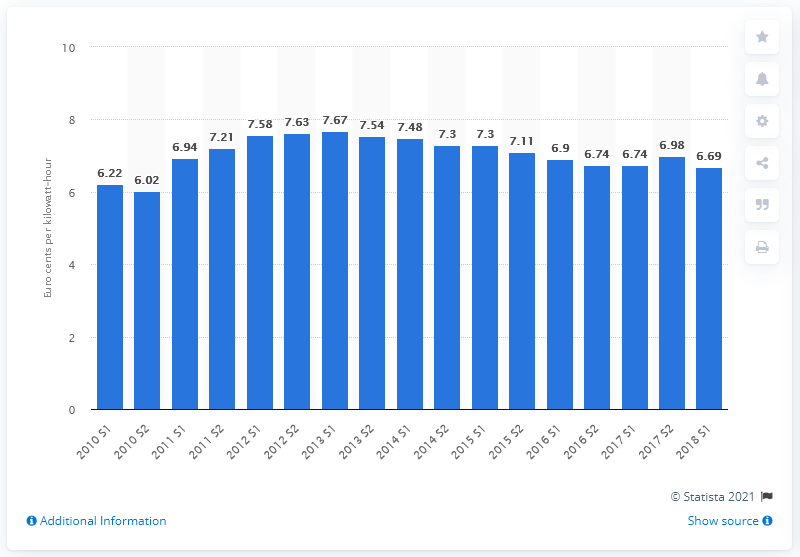 10
8
6
4
2
0
Euro cents per kilowatt-hour
6.22
6.02
6.94
7.21
7.58
7.63
7.67
7.54
7.48
7.3
7.3
7.11
6.9
6.74
6.74
6.98
6.69
2010 S1
2010 S2
2011 S1
2011 S2
2012 S1
2012 S2
2013 S1
2013 S2
2014 S1
2014 S2
2015 S1
2015 S2
2016 S1
2016 S2
2017 S1
2017 S2
2018 S1
© Statista 2021
Additional Information
Show source